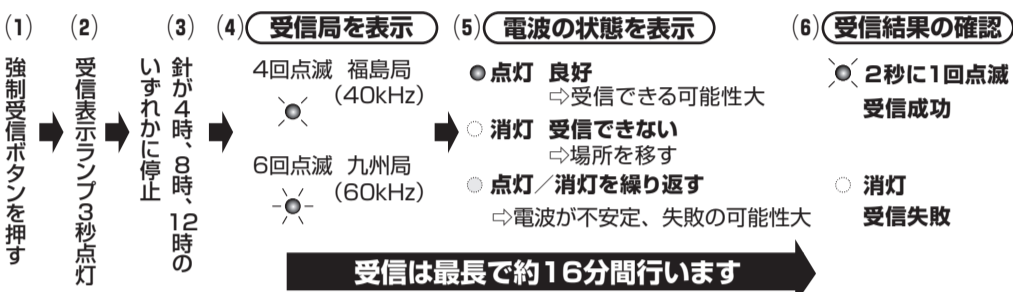 (1)
強制受信ボタンを押す
(2)
受信表示ランプ3秒点灯
(3)
針が4時、8時、12時の
いずれかに停止
(4) 受信局を表示
4回点滅 福島局
(40kHz)
6回点滅 九州局
(60kHz)
(5) 電波の状態を表示
点灯 良好
⇨受信できる可能性大
消灯 受信できない
⇨場所を移す
点灯/消灯を繰り返す
⇨電波が不安定、失敗の可能性大
(6) 受信結果の確認
2秒に1回点滅
受信成功
消灯
受信失敗
受信は最長で約16分間行います